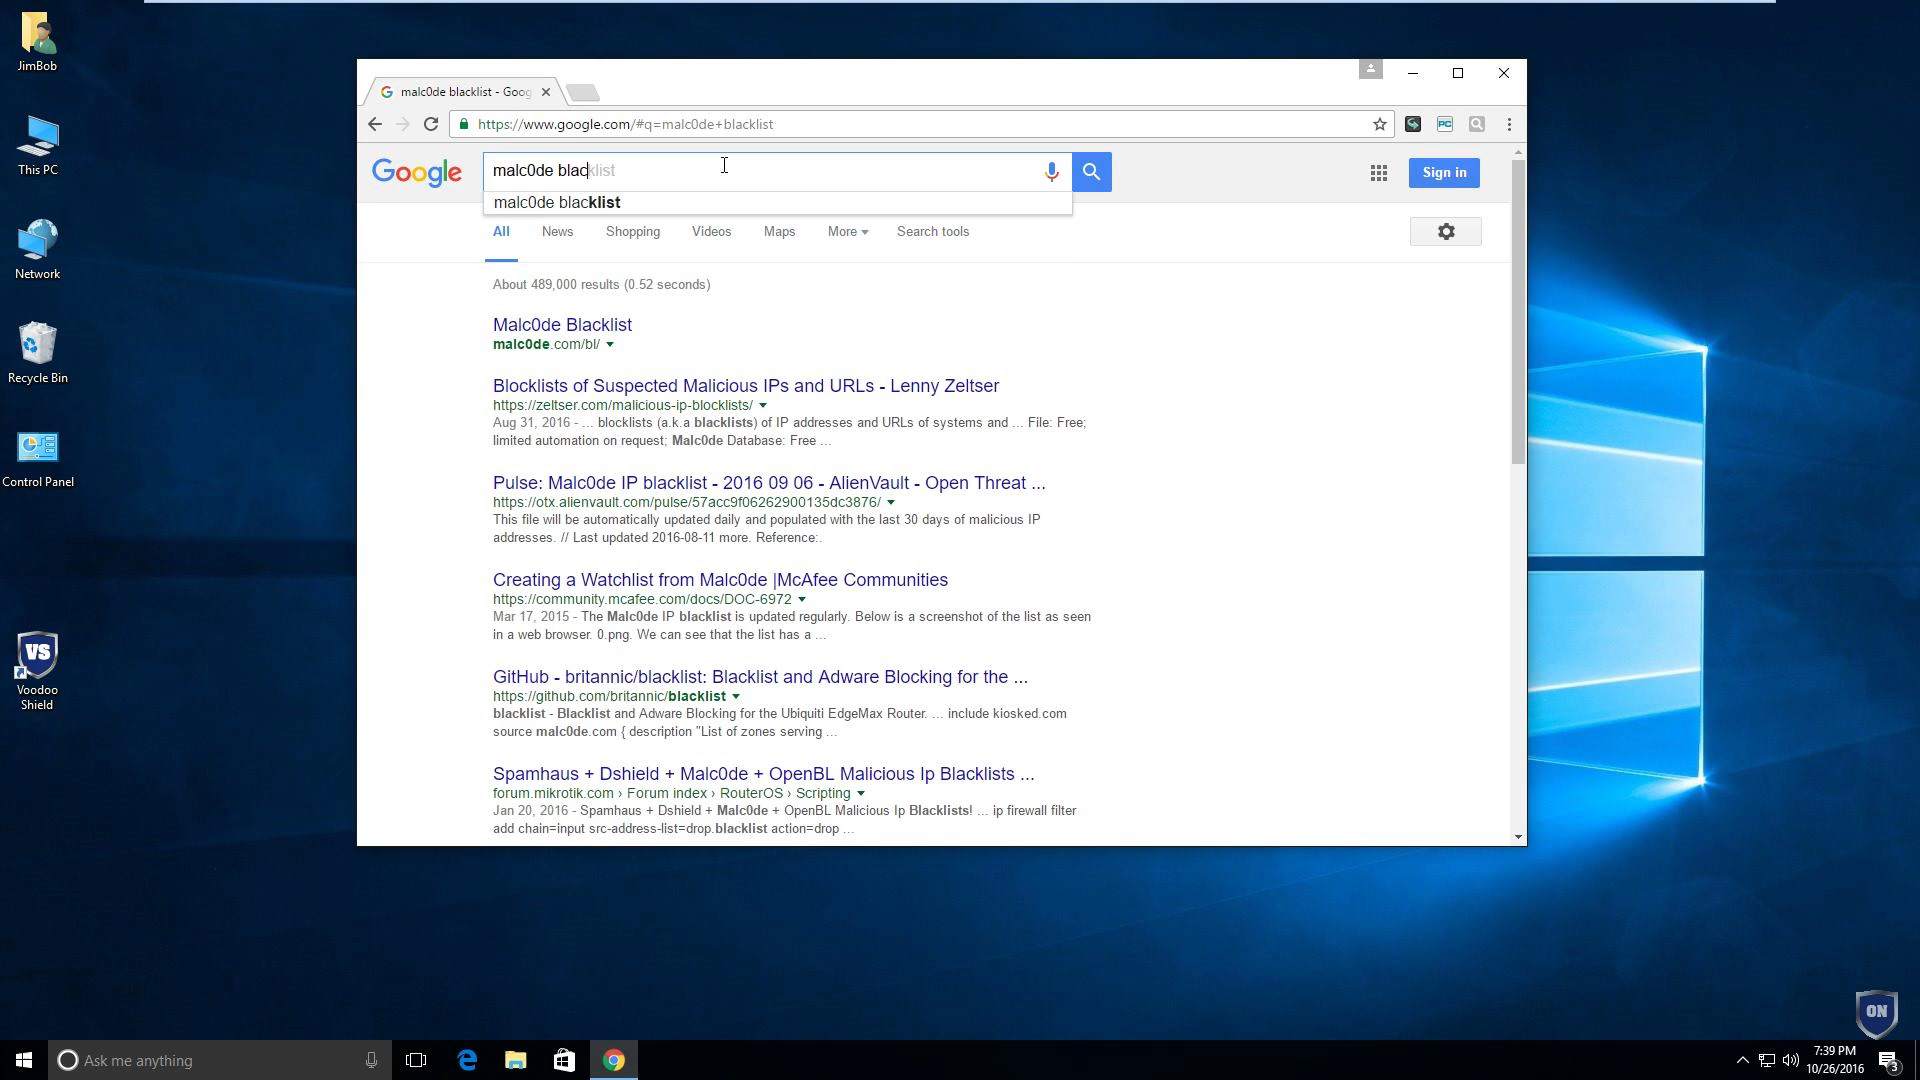 JimBob
This PC
Network
Recycle Bin
Control Panel
VS
Voodoo
Shield
malc0de blacklist - Goog
https://www.google.com/#q=malc0de+blacklist
PC
Google
malc0de blacklist
Sign in
malc0de blacklist
All
News
Shopping
Videos
Maps
More
Search tools
About 489,000 results (0.52 seconds)
Malc0de Blacklist
malc0de.com/bl/
Blocklists of Suspected Malicious IPs and URLs - Lenny Zeltser
https://zeltser.com/malicious-ip-blocklists/
Aug 31, 2016 - ... blocklists (a.k.a blacklists) of IP addresses and URLs of systems and ... File: Free;
limited automation on request; Malc0de Database: Free ...
Pulse: Malc0de IP blacklist - 2016 09 06 - AlienVault - Open Threat ...
https://otx.alienvault.com/pulse/57acc9f06262900135dc3876/
This file will be automatically updated daily and populated with the last 30 days of malicious IP
addresses. // Last updated 2016-08-11 more. Reference:.
Creating a Watchlist from Malc0de |McAfee Communities
https://community.mcafee.com/docs/DOC-6972
Mar 17, 2015 - The Malc0de IP blacklist is updated regularly. Below is a screenshot of the list as seen
in a web browser. 0.png. We can see that the list has a ...
GitHub - britannic/blacklist: Blacklist and Adware Blocking for the ...
https://github.com/britannic/blacklist
blacklist - Blacklist and Adware Blocking for the Ubiquiti EdgeMax Router. ... include kiosked.com
source malc0de.com { description "List of zones serving ...
Spamhaus + Dshield + Malc0de + OpenBL Malicious Ip Blacklists ...
forum.mikrotik.com › Forum index › RouterOS › Scripting
Jan 20, 2016 - Spamhaus + Dshield + Malc0de + OpenBL Malicious Ip Blacklists! ... ip firewall filter
add chain=input src-address-list=drop.blacklist action=drop ...
ON
Ask me anything
7:39 PM
10/26/2016
3